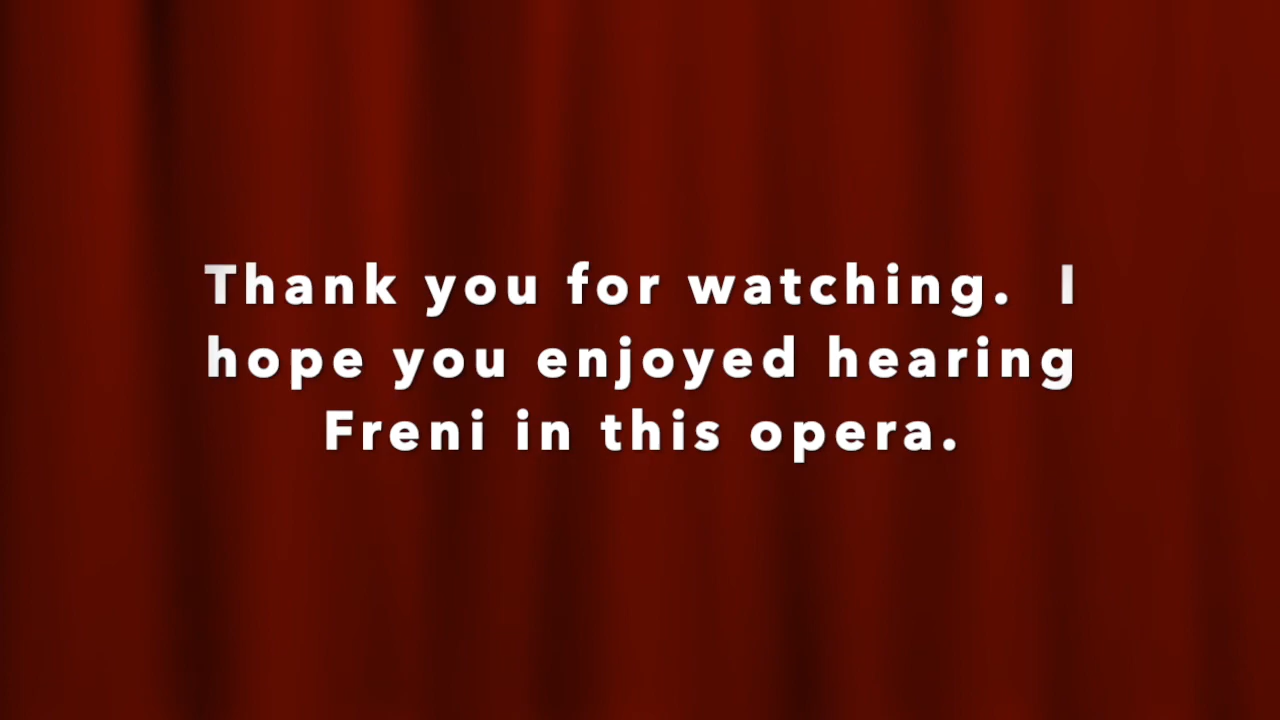 Thank you for watching.  I
hope you enjoyed hearing
Freni in this opera.